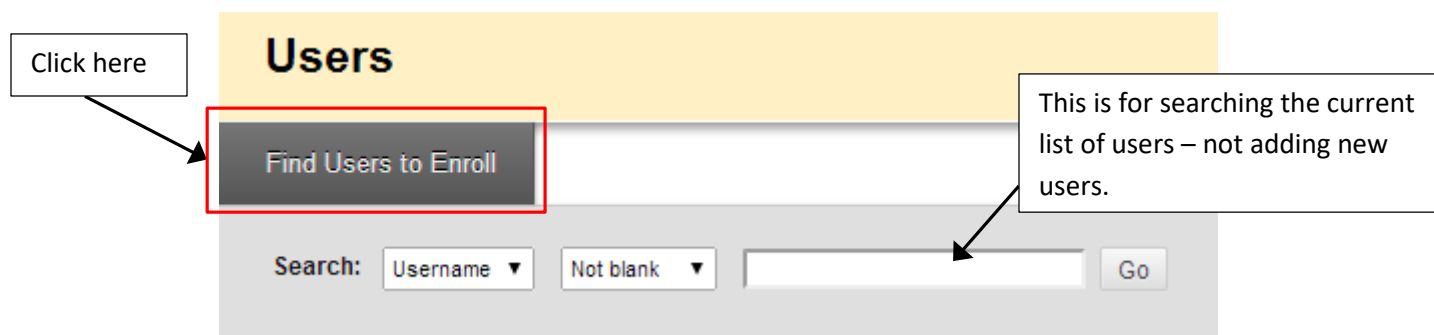 Users
Click here
This is for searching the current
list of users – not adding new
users.
Find Users to Enroll
Search: Username Not blank Go